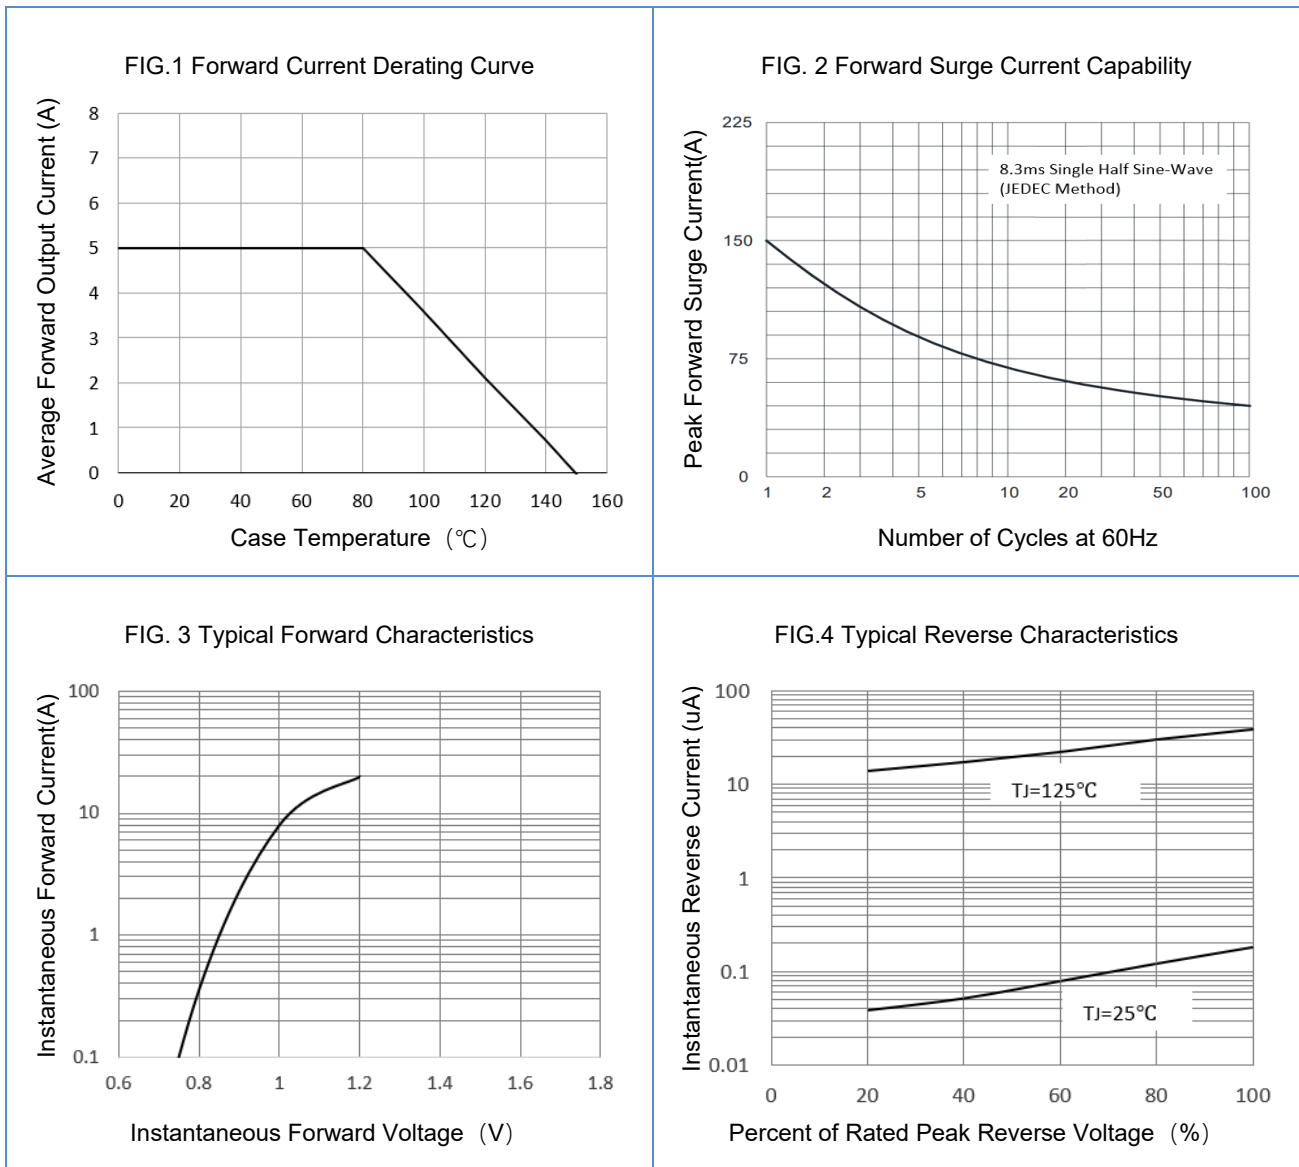 FIG.1 Forward Current Derating Curve
Average Forward Output Current (A)
8
7
6
5
4
3
2
1
0
0 20 40 60 80 100 120 140 160
Case Temperature（℃）
FIG. 2 Forward Surge Current Capability
Peak Forward Surge Current(A)
225
150
75
0
8.3ms Single Half Sine-Wave
(JEDEC Method)
1 2 5 10 20 50 100
Number of Cycles at 60Hz
FIG. 3 Typical Forward Characteristics
Instantaneous Forward Current(A)
100
10
1
0.1
0.6 0.8 1 1.2 1.4 1.6 1.8
Instantaneous Forward Voltage（V）
FIG.4 Typical Reverse Characteristics
Instantaneous Reverse Current (uA)
100
10
1
0.1
0.01
TJ=125℃
TJ=25℃
0 20 40 60 80 100
Percent of Rated Peak Reverse Voltage（%）